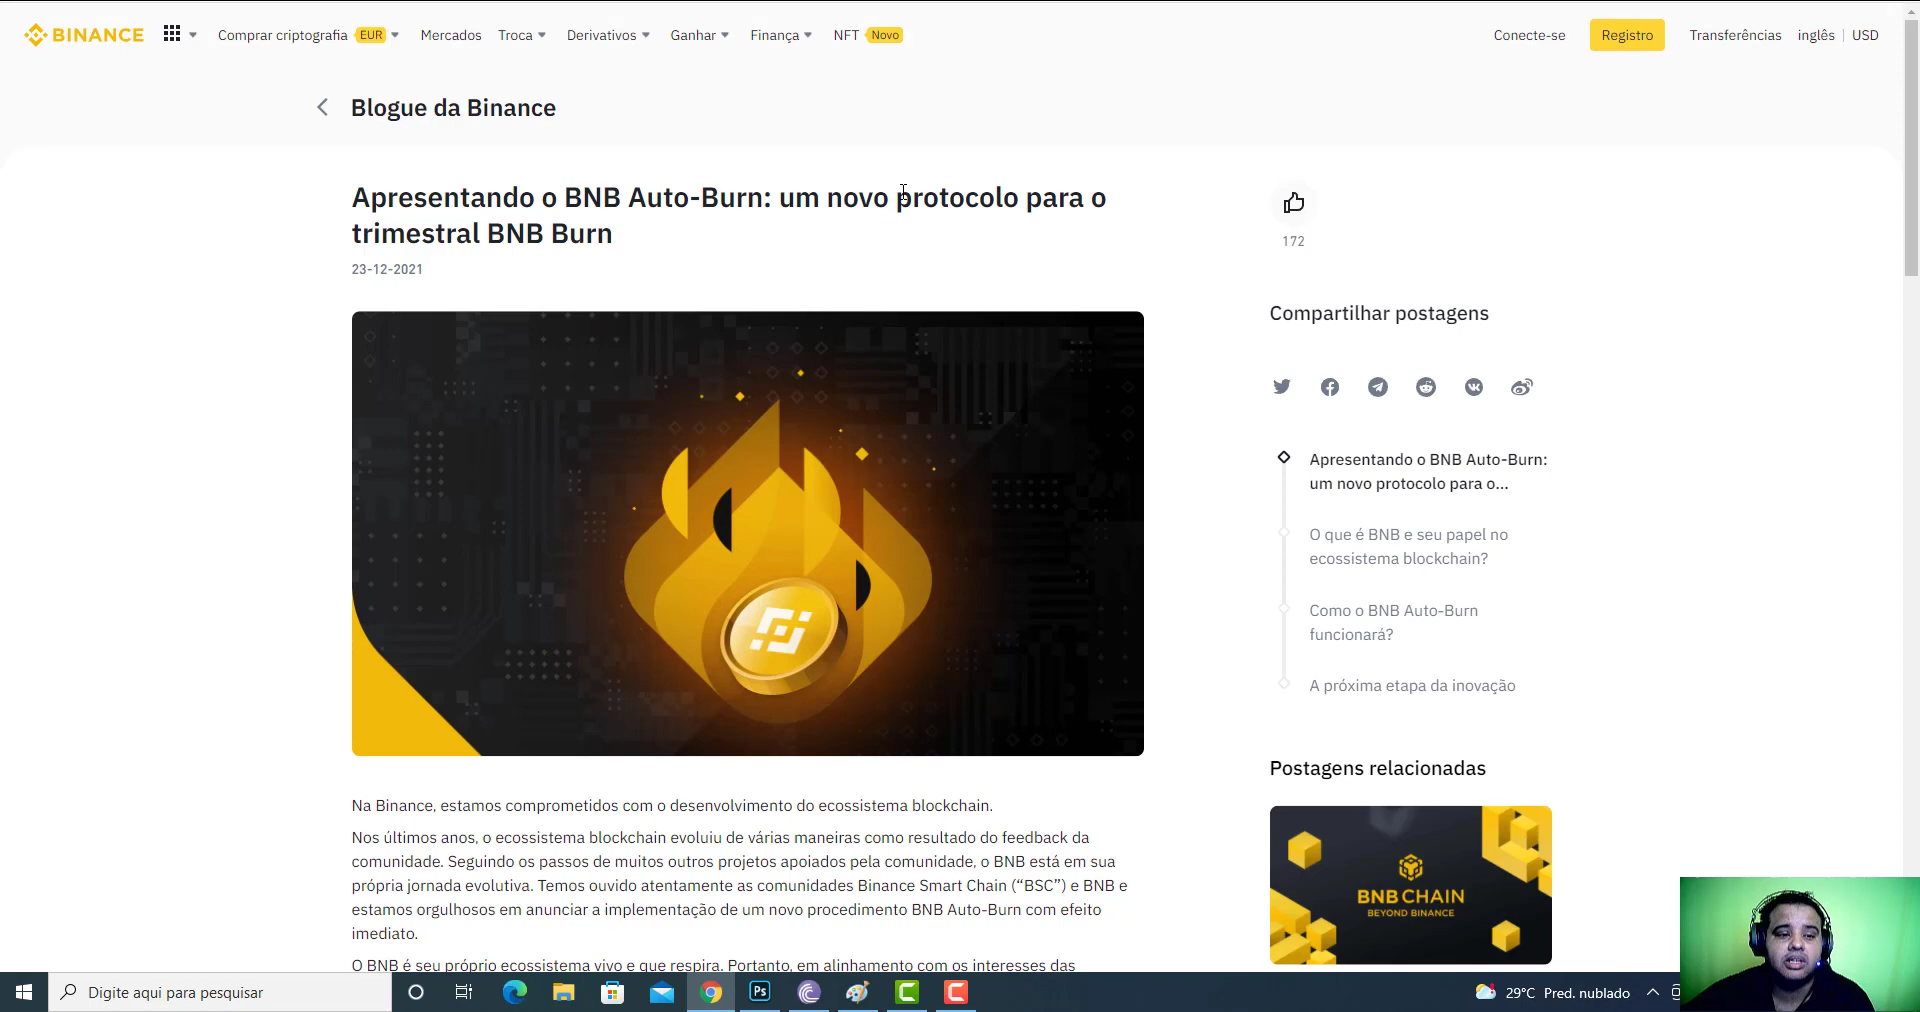 BINANCE
Comprar criptografia EUR
Mercados
Troca
Derivativos
Ganhar
Finança
NFT Novo
Conecte-se
Registro
Transferências
inglês
USD
Blogue da Binance
Apresentando o BNB Auto-Burn: um novo protocolo para o
trimestral BNB Burn
23-12-2021
172
Compartilhar postagens
Apresentando o BNB Auto-Burn:
um novo protocolo para o...
O que é BNB e seu papel no
ecossistema blockchain?
Como o BNB Auto-Burn
funcionará?
A próxima etapa da inovação
Postagens relacionadas
BNB CHAIN
BEYOND BINANCE
Na Binance, estamos comprometidos com o desenvolvimento do ecossistema blockchain.
Nos últimos anos, o ecossistema blockchain evoluiu de várias maneiras como resultado do feedback da
comunidade. Seguindo os passos de muitos outros projetos apoiados pela comunidade, o BNB está em sua
própria jornada evolutiva. Temos ouvido atentamente as comunidades Binance Smart Chain (“BSC”) e BNB e
estamos orgulhosos em anunciar a implementação de um novo procedimento BNB Auto-Burn com efeito
imediato.
O BNB é seu próprio ecossistema vivo e que respira. Portanto, em alinhamento com os interesses das
Digite aqui para pesquisar
Ps
29°C Pred. nublado